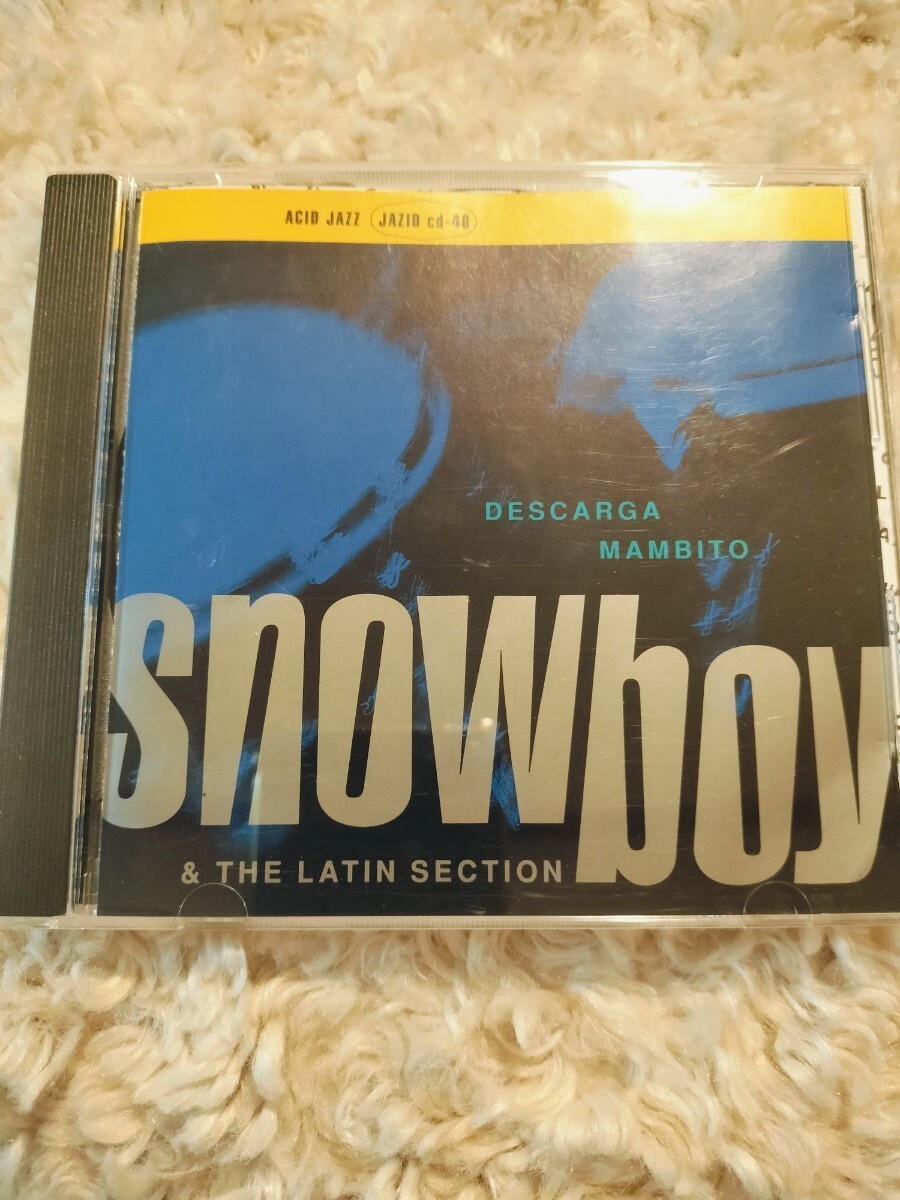 ACID JAZZ JAZID cd-40
DESCARGA
MAMBITO
snowboy
& THE LATIN SECTION